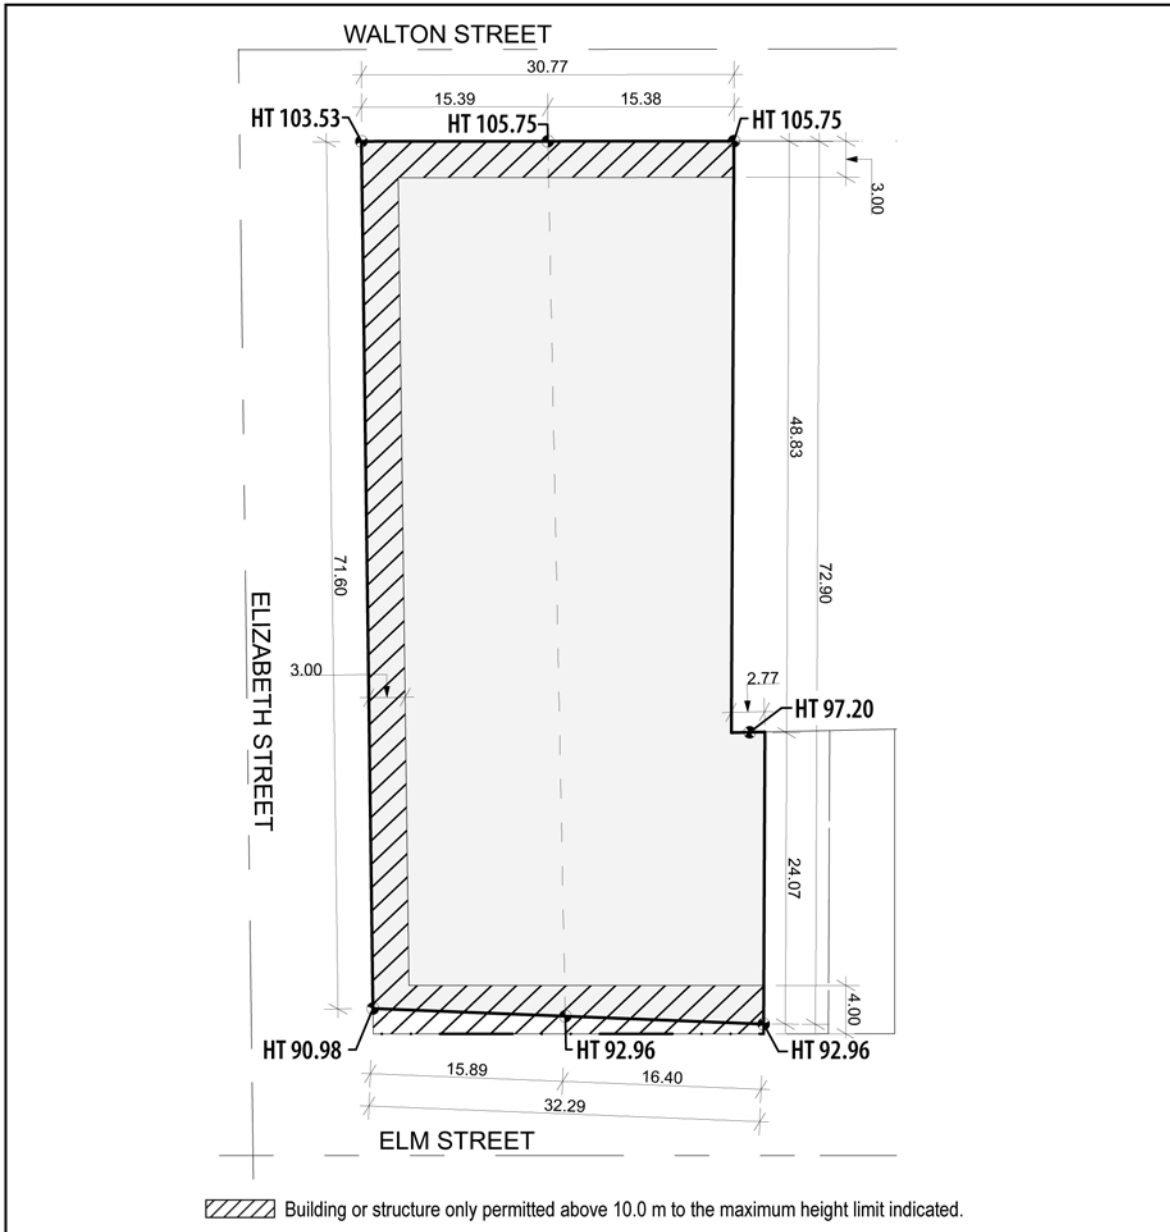 WALTON STREET
30.77
15.39
15.38
HT 103.53
HT 105.75
HT 105.75
3.00
48.83
71.60
72.90
ELIZABETH STREET
3.00
2.77
HT 97.20
24.07
4.00
HT 90.98
HT 92.96
HT 92.96
15.89
16.40
32.29
ELM STREET
Building or structure only permitted above 10.0 m to the maximum height limit indicated.